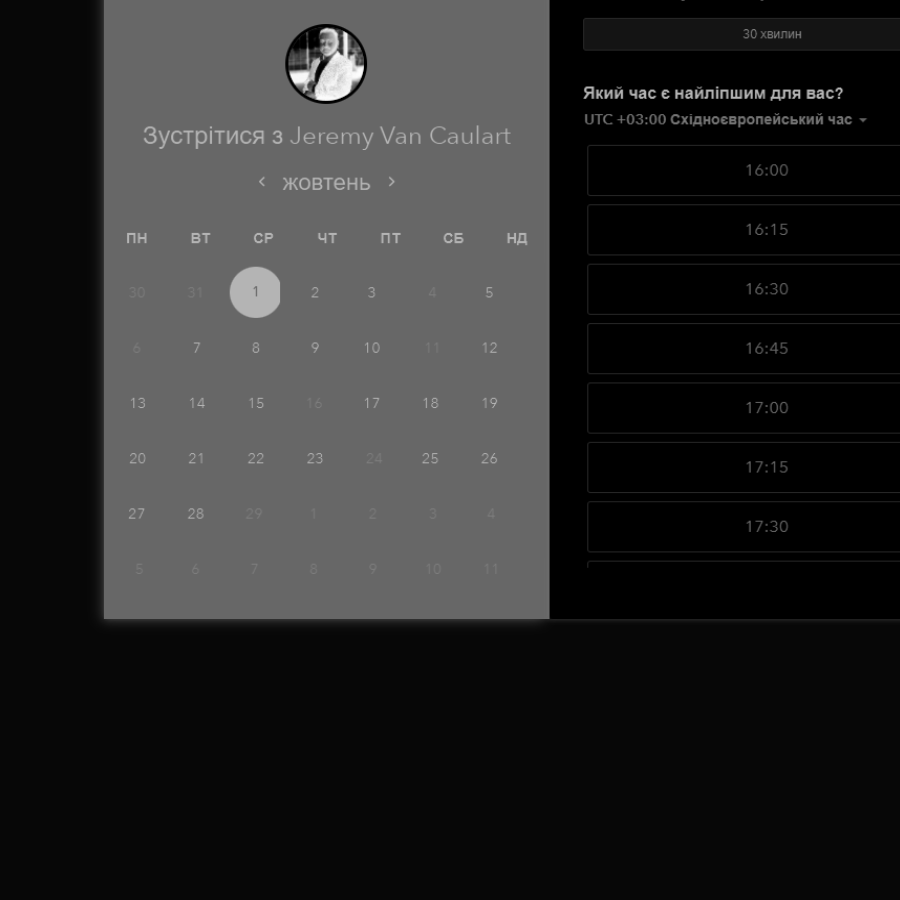 Зустрітися з Jeremy Van Caulart
жовтень
ПН ВТ СР ЧТ ПТ СБ НД
30 31 1 2 3 4 5
6 7 8 9 10 11 12
13 14 15 16 17 18 19
20 21 22 23 24 25 26
27 28 29 1 2 3 4
5 6 7 8 9 10 11
30 хвилин
Який час є найліпшим для вас?
UTC +03:00 Східноєвропейський час
16:00
16:15
16:30
16:45
17:00
17:15
17:30